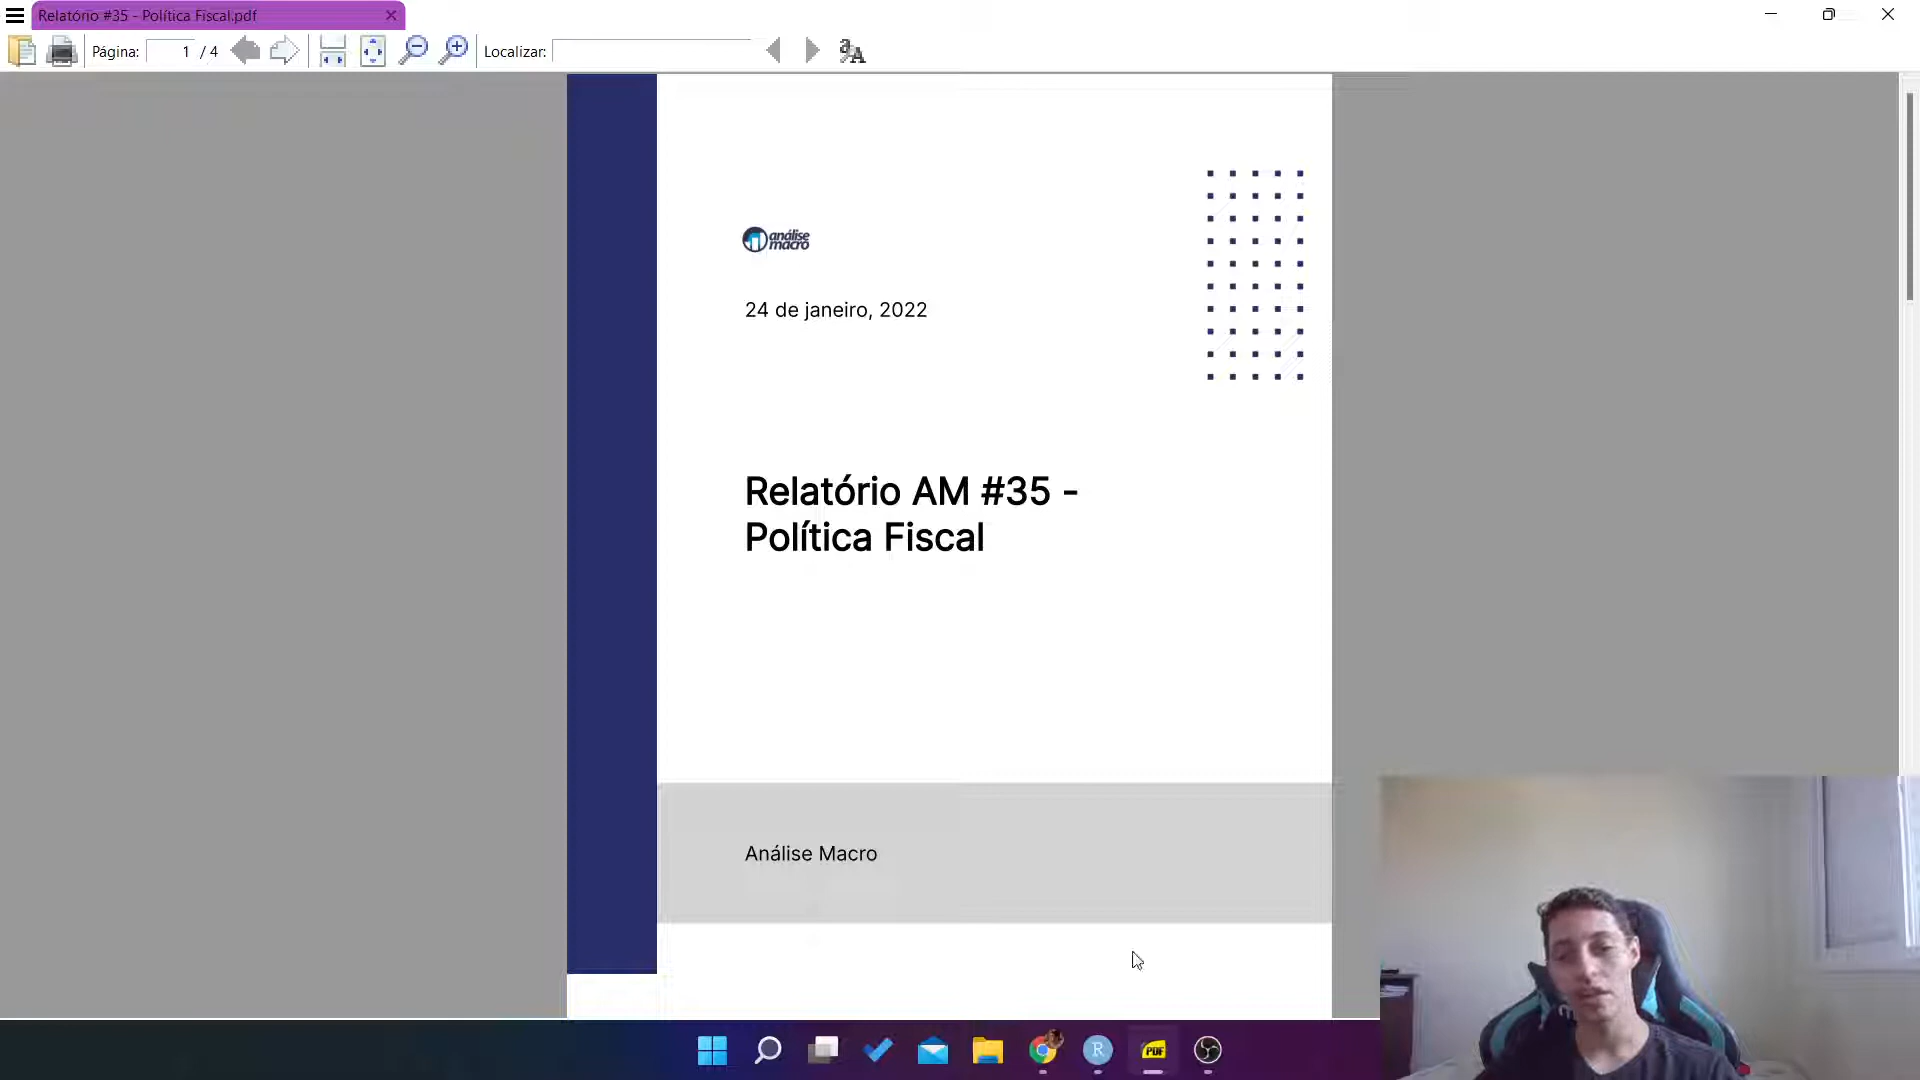 Relatório #35 - Política Fiscal.pdf
Página: 1 / 4
Localizar:
análise
macro
24 de janeiro, 2022
Relatório AM #35 -
Política Fiscal
Análise Macro
R
PDF